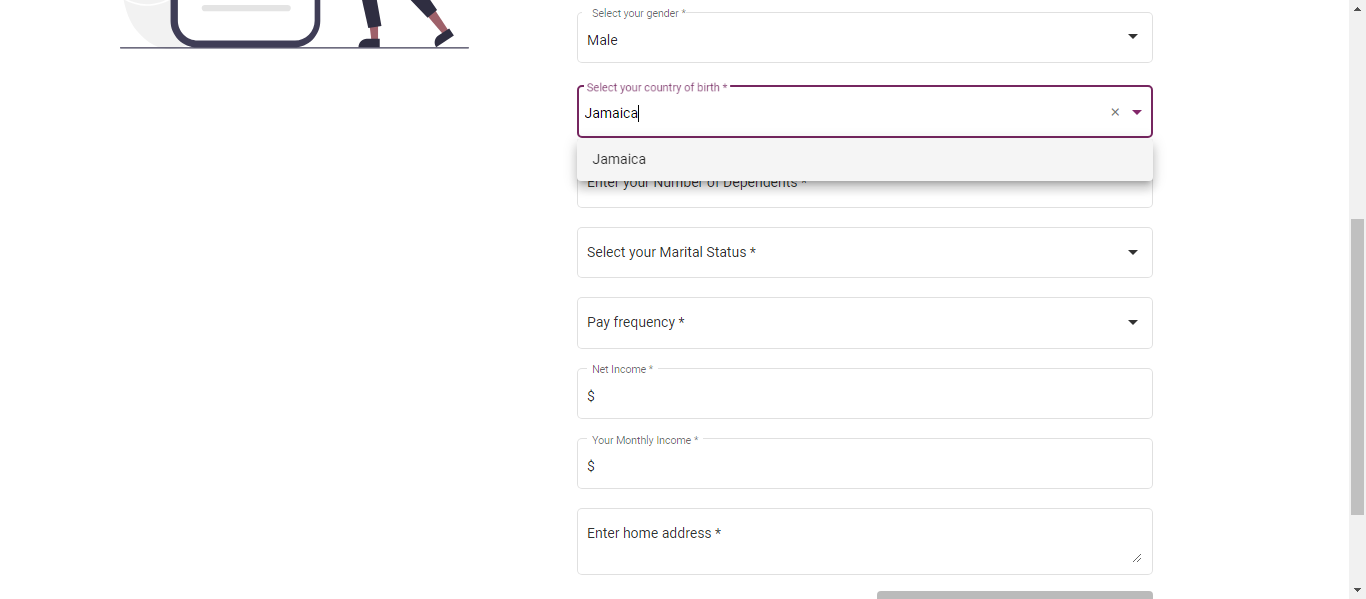 Select your gender *
Male
Select your country of birth *
Jamaica
Jamaica
Enter your Number of Dependents *
Select your Marital Status *
Pay frequency *
Net Income *
$
Your Monthly Income *
$
Enter home address *